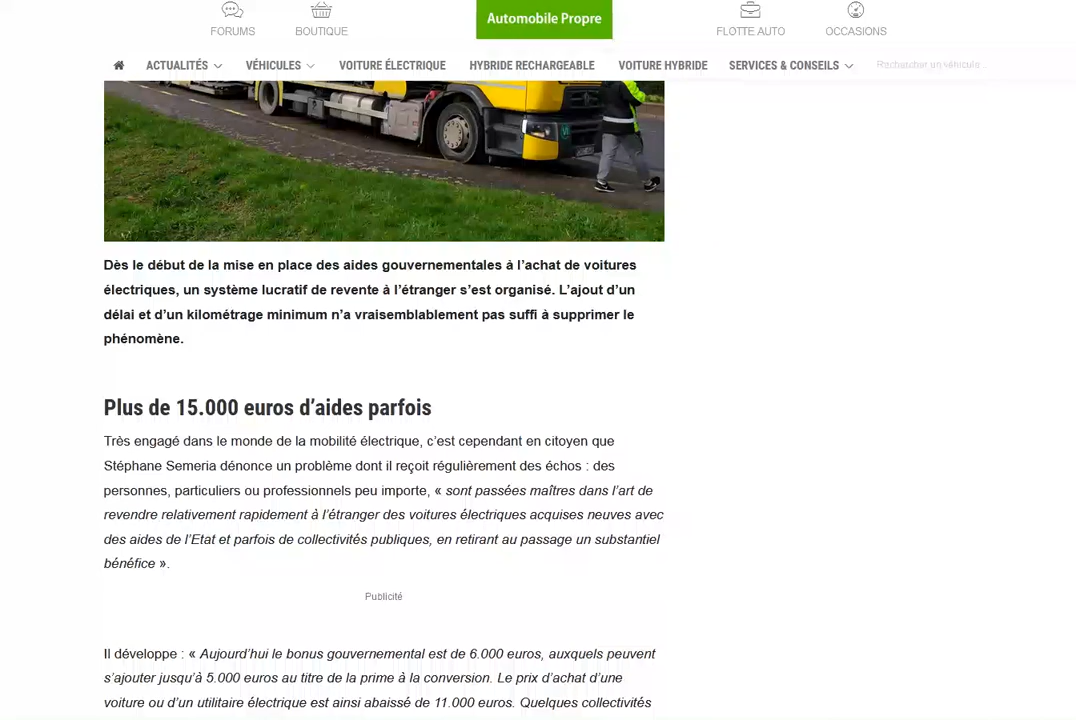 FORUMS
BOUTIQUE
Automobile Propre
FLOTTE AUTO
OCCASIONS
ACTUALITÉS
VÉHICULES
VOITURE ÉLECTRIQUE
HYBRIDE RECHARGEABLE
VOITURE HYBRIDE
SERVICES & CONSEILS
Rechercher un véhicule...
Dès le début de la mise en place des aides gouvernementales à l’achat de voitures
électriques, un système lucratif de revente à l’étranger s’est organisé. L’ajout d’un
délai et d’un kilométrage minimum n’a vraisemblablement pas suffi à supprimer le
phénomène.
Plus de 15.000 euros d’aides parfois
Très engagé dans le monde de la mobilité électrique, c’est cependant en citoyen que
Stéphane Semeria dénonce un problème dont il reçoit régulièrement des échos : des
personnes, particuliers ou professionnels peu importe, « sont passées maîtres dans l’art de
revendre relativement rapidement à l’étranger des voitures électriques acquises neuves avec
des aides de l’Etat et parfois de collectivités publiques, en retirant au passage un substantiel
bénéfice ».
Publicité
Il développe : « Aujourd’hui le bonus gouvernemental est de 6.000 euros, auxquels peuvent
s’ajouter jusqu’à 5.000 euros au titre de la prime à la conversion. Le prix d’achat d’une
voiture ou d’un utilitaire électrique est ainsi abaissé de 11.000 euros. Quelques collectivités